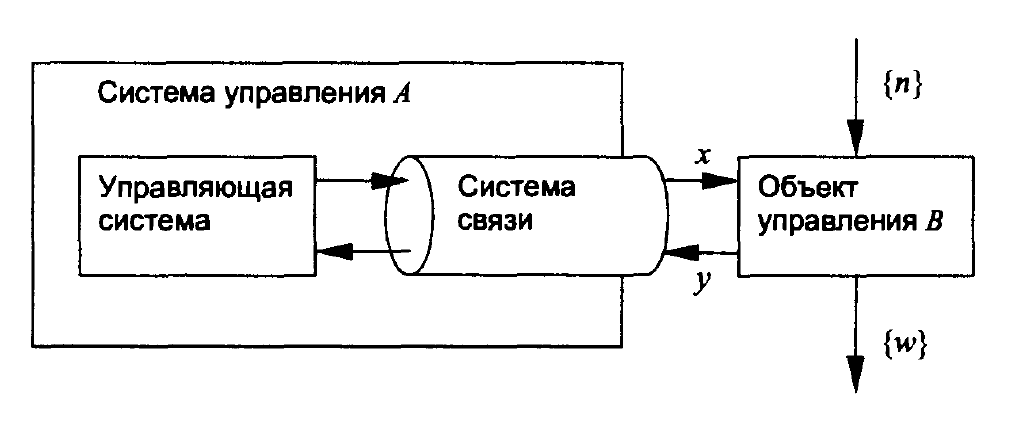 Система управления A
{n}
Управляющая
система
Система
связи
x
Объект
управления B
y
{w}